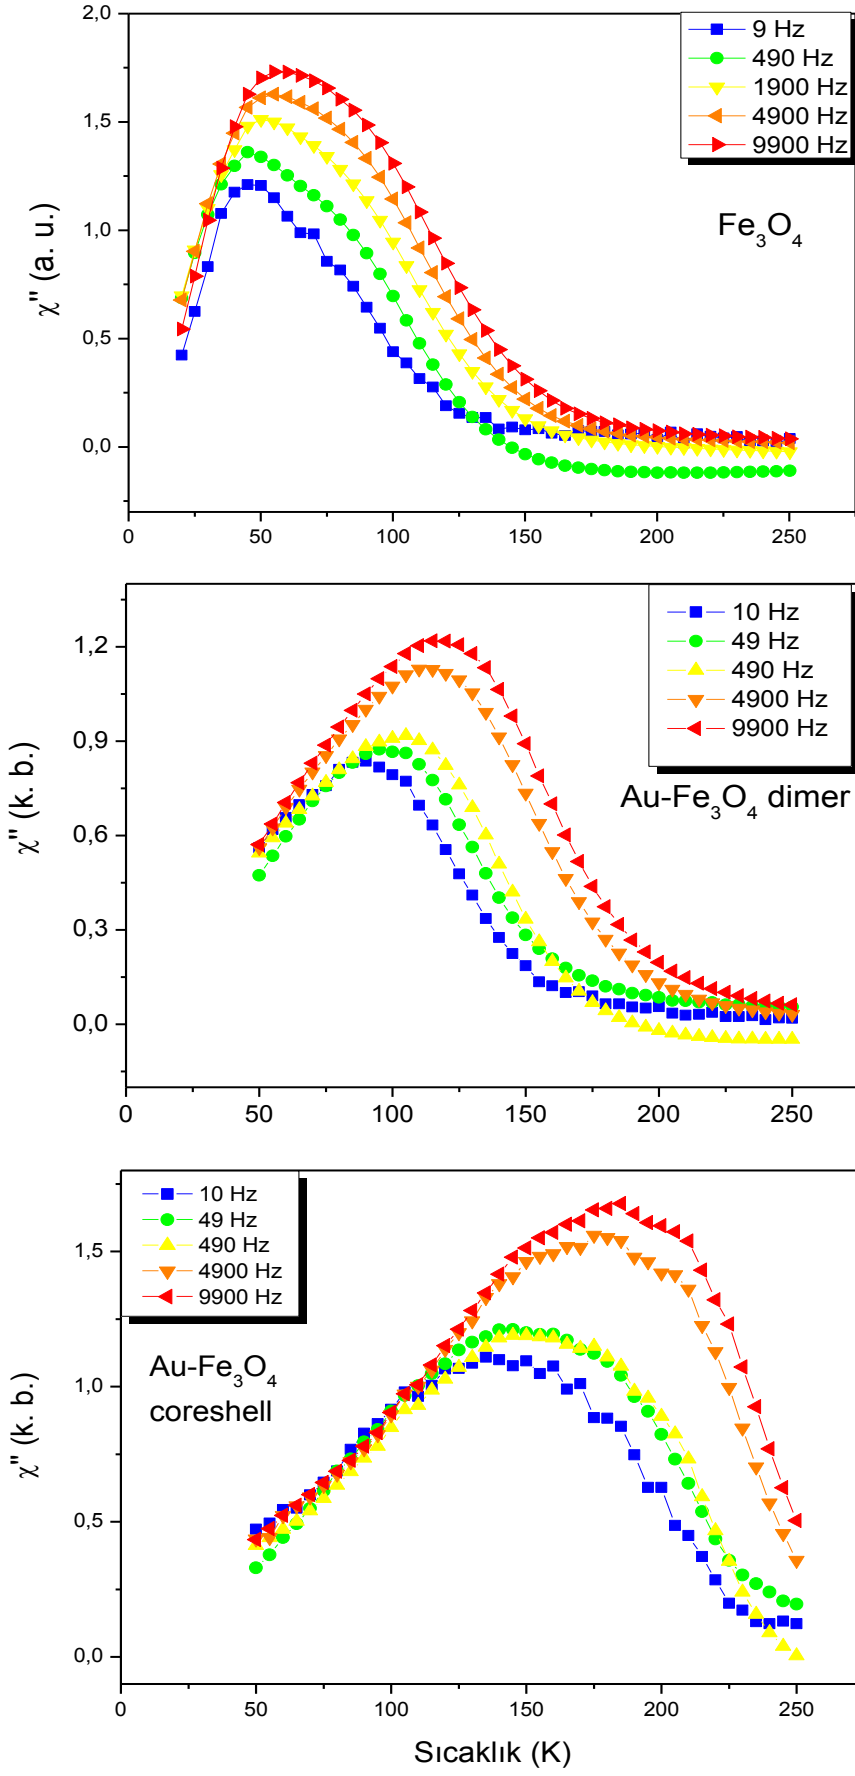 2,0
1,5
1,0
0,5
0,0
χ'' (a. u.)
9 Hz
490 Hz
1900 Hz
4900 Hz
9900 Hz
Fe₃O₄
0 50 100 150 200 250
1,2
0,9
0,6
0,3
0,0
χ'' (k. b.)
10 Hz
49 Hz
490 Hz
4900 Hz
9900 Hz
Au-Fe₃O₄ dimer
0 50 100 150 200 250
1,5
1,0
0,5
0,0
χ'' (k. b.)
10 Hz
49 Hz
490 Hz
4900 Hz
9900 Hz
Au-Fe₃O₄
coreshell
0 50 100 150 200 250
Sıcaklık (K)